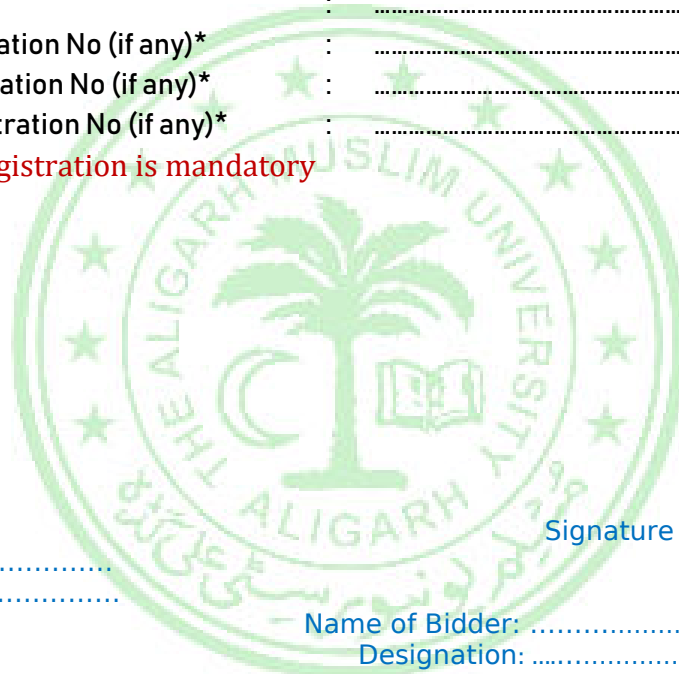 : ........................................................
ation No (if any)* : ........................................................
ation No (if any)* : ........................................................
tration No (if any)* : ........................................................
gistration is mandatory
THE ALIGARH MUSLIM UNIVERSITY
ALIGARH
Signature
..............
..............
Name of Bidder: ......................
Designation: ......................